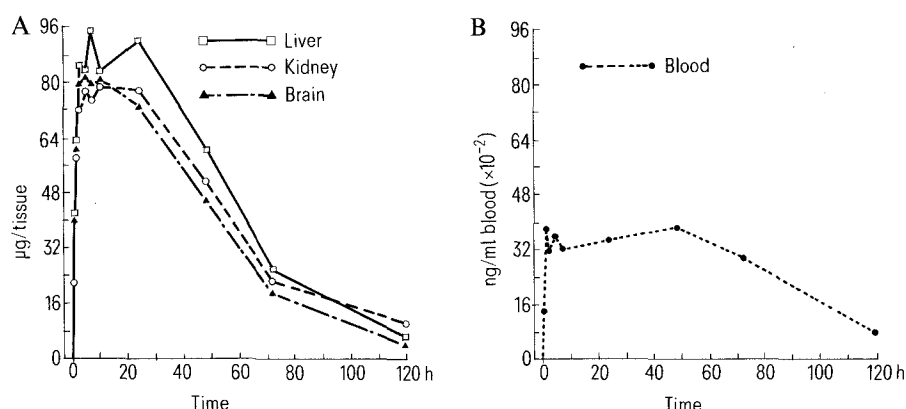 A
96
80
64
48
32
16
0
µg/tissue
Liver
Kidney
Brain
0 20 40 60 80 100 120 h
Time
B
96
80
64
48
32
16
0
ng/ml blood (×10⁻²)
Blood
0 20 40 60 80 100 120 h
Time